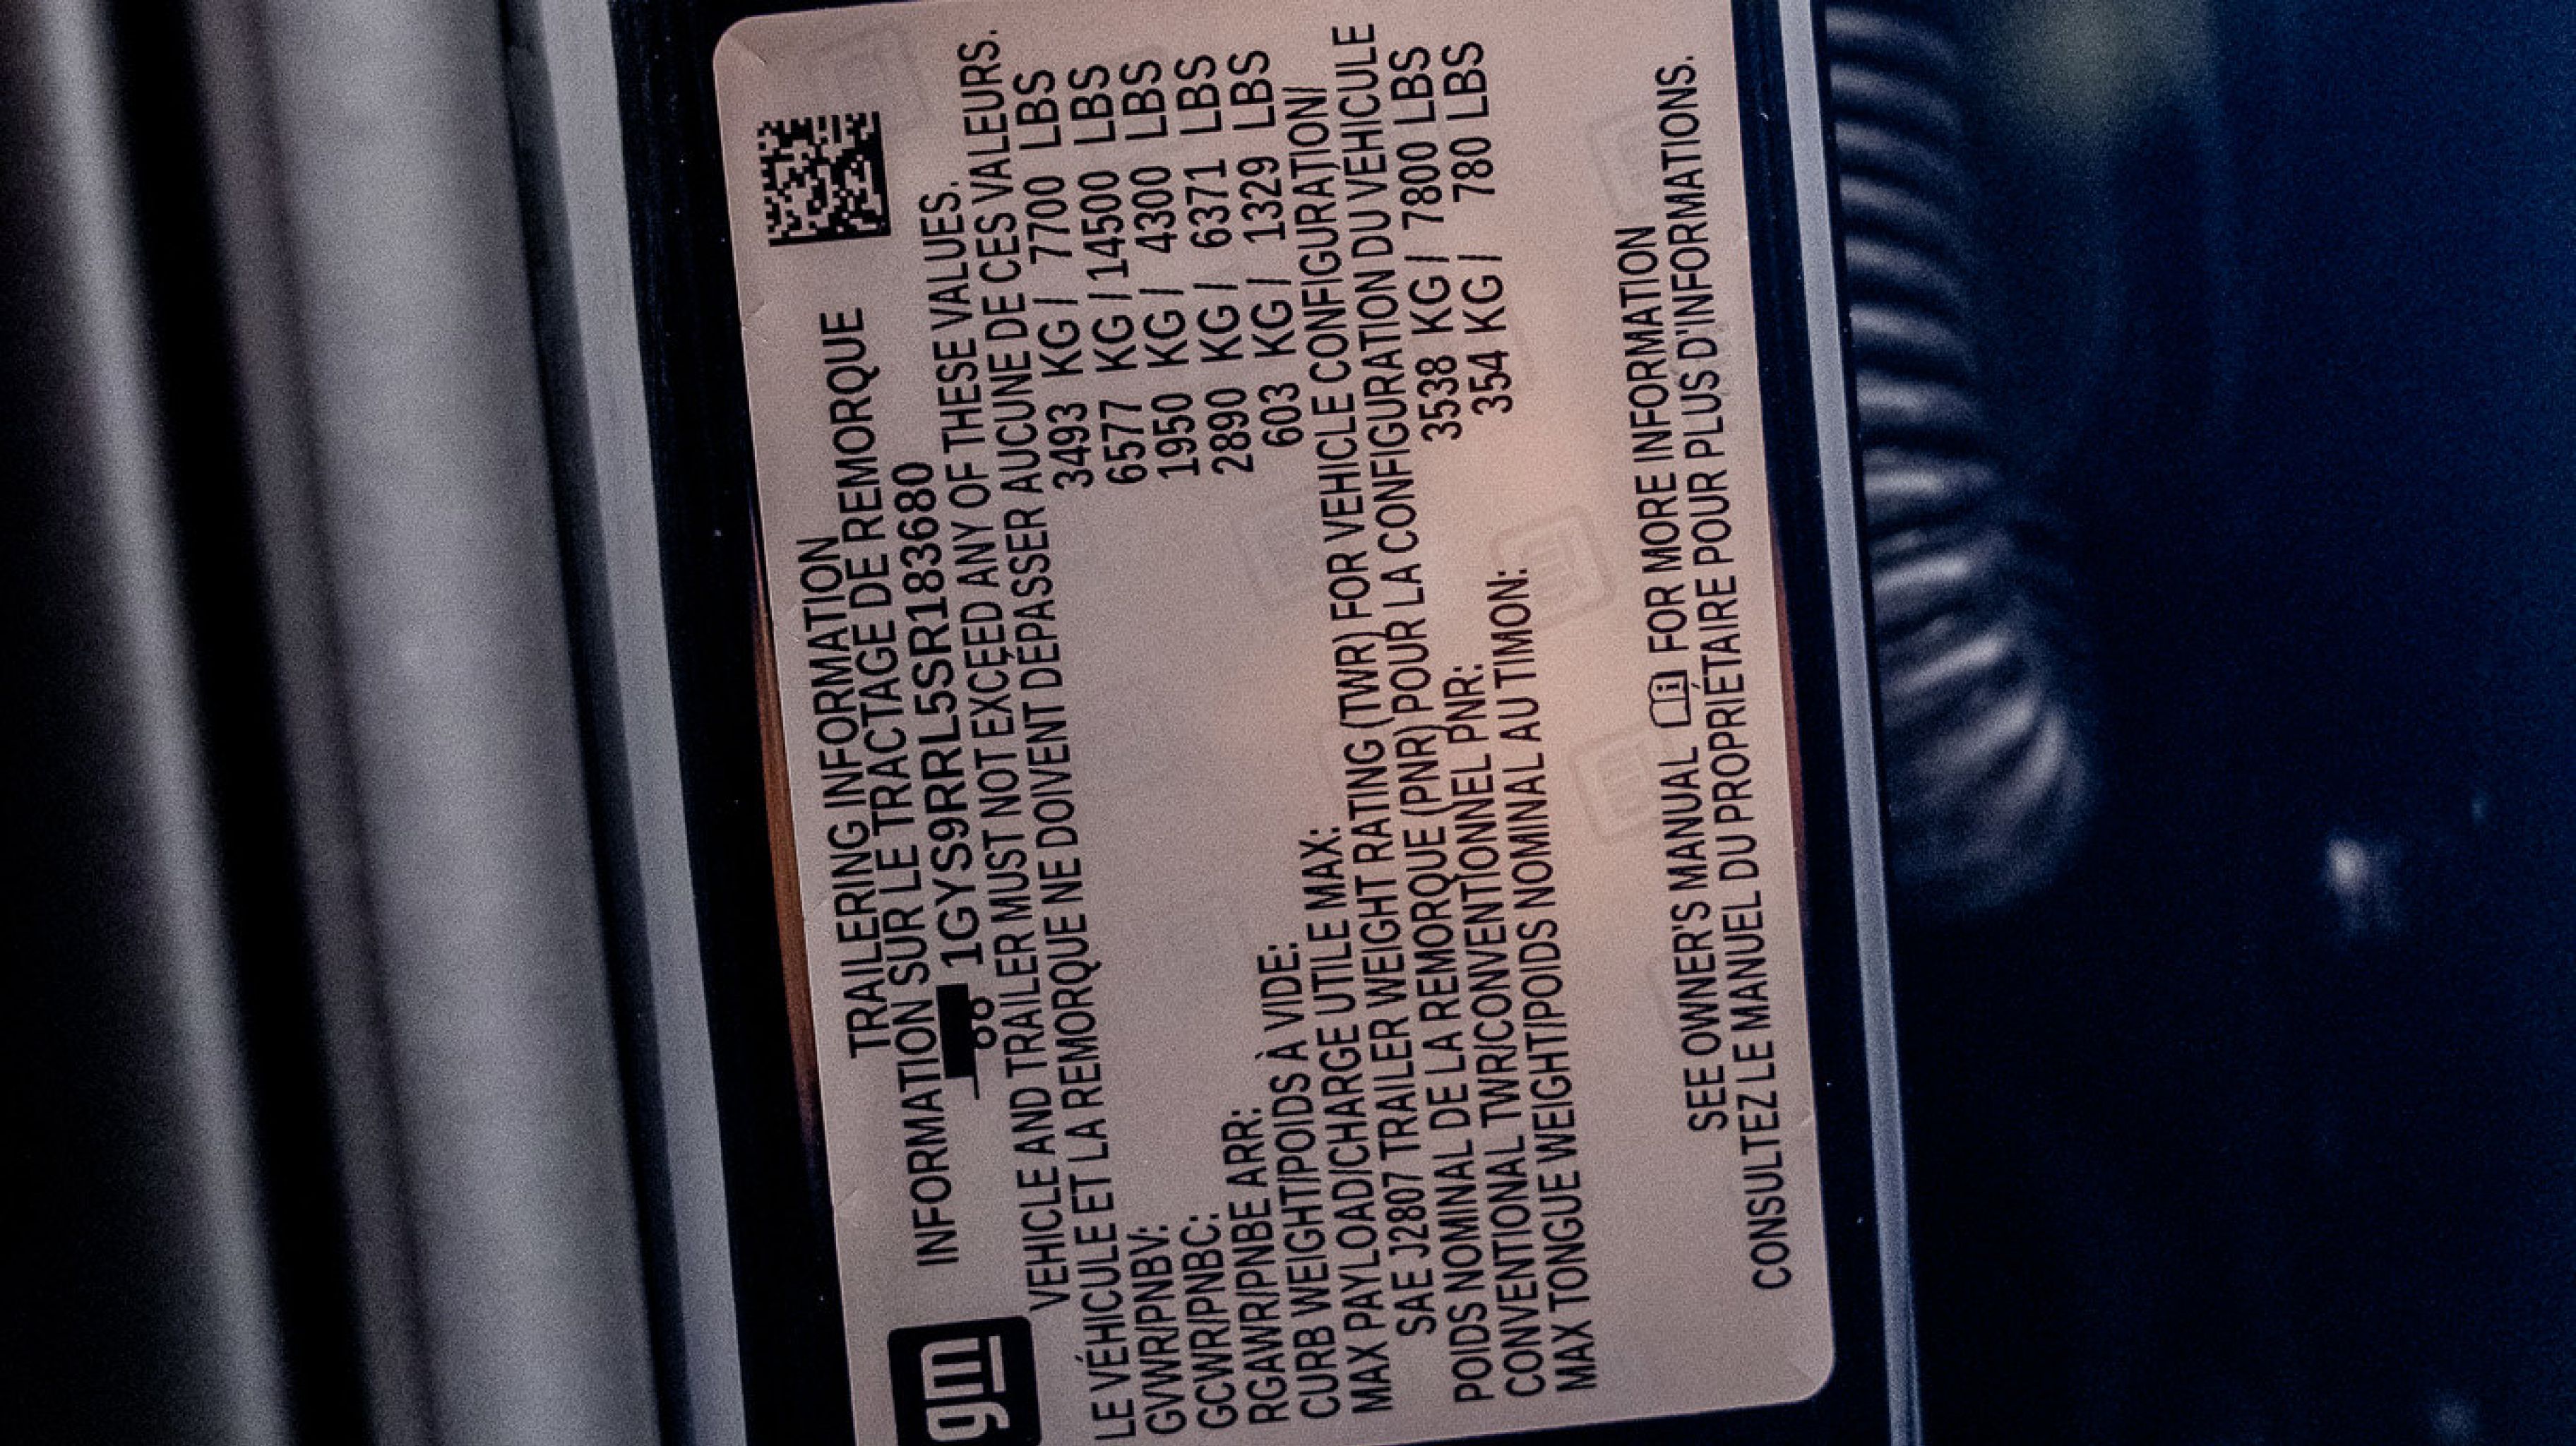 gm
TRAILERING INFORMATION
INFORMATION SUR LE TRACTAGE DE REMORQUE
1GYS9RRL5SR183680
VEHICLE AND TRAILER MUST NOT EXCEED ANY OF THESE VALUES.
LE VÉHICULE ET LA REMORQUE NE DOIVENT DÉPASSER AUCUNE DE CES VALEURS.
GVWR/PNBV: 3493 KG / 7700 LBS
GCWR/PNBC: 6577 KG / 14500 LBS
RGAWR/PNBE ARR: 1950 KG / 4300 LBS
CURB WEIGHT/POIDS À VIDE: 2890 KG / 6371 LBS
MAX PAYLOAD/CHARGE UTILE MAX: 603 KG / 1329 LBS
SAE J2807 TRAILER WEIGHT RATING (TWR) FOR VEHICLE CONFIGURATION/
POIDS NOMINAL DE LA REMORQUE (PNR) POUR LA CONFIGURATION DU VEHICULE
CONVENTIONAL TWR/CONVENTIONNEL PNR: 3538 KG / 7800 LBS
MAX TONGUE WEIGHT/POIDS NOMINAL AU TIMON: 354 KG / 780 LBS
SEE OWNER'S MANUAL FOR MORE INFORMATION
CONSULTEZ LE MANUEL DU PROPRIÉTAIRE POUR PLUS D'INFORMATIONS.